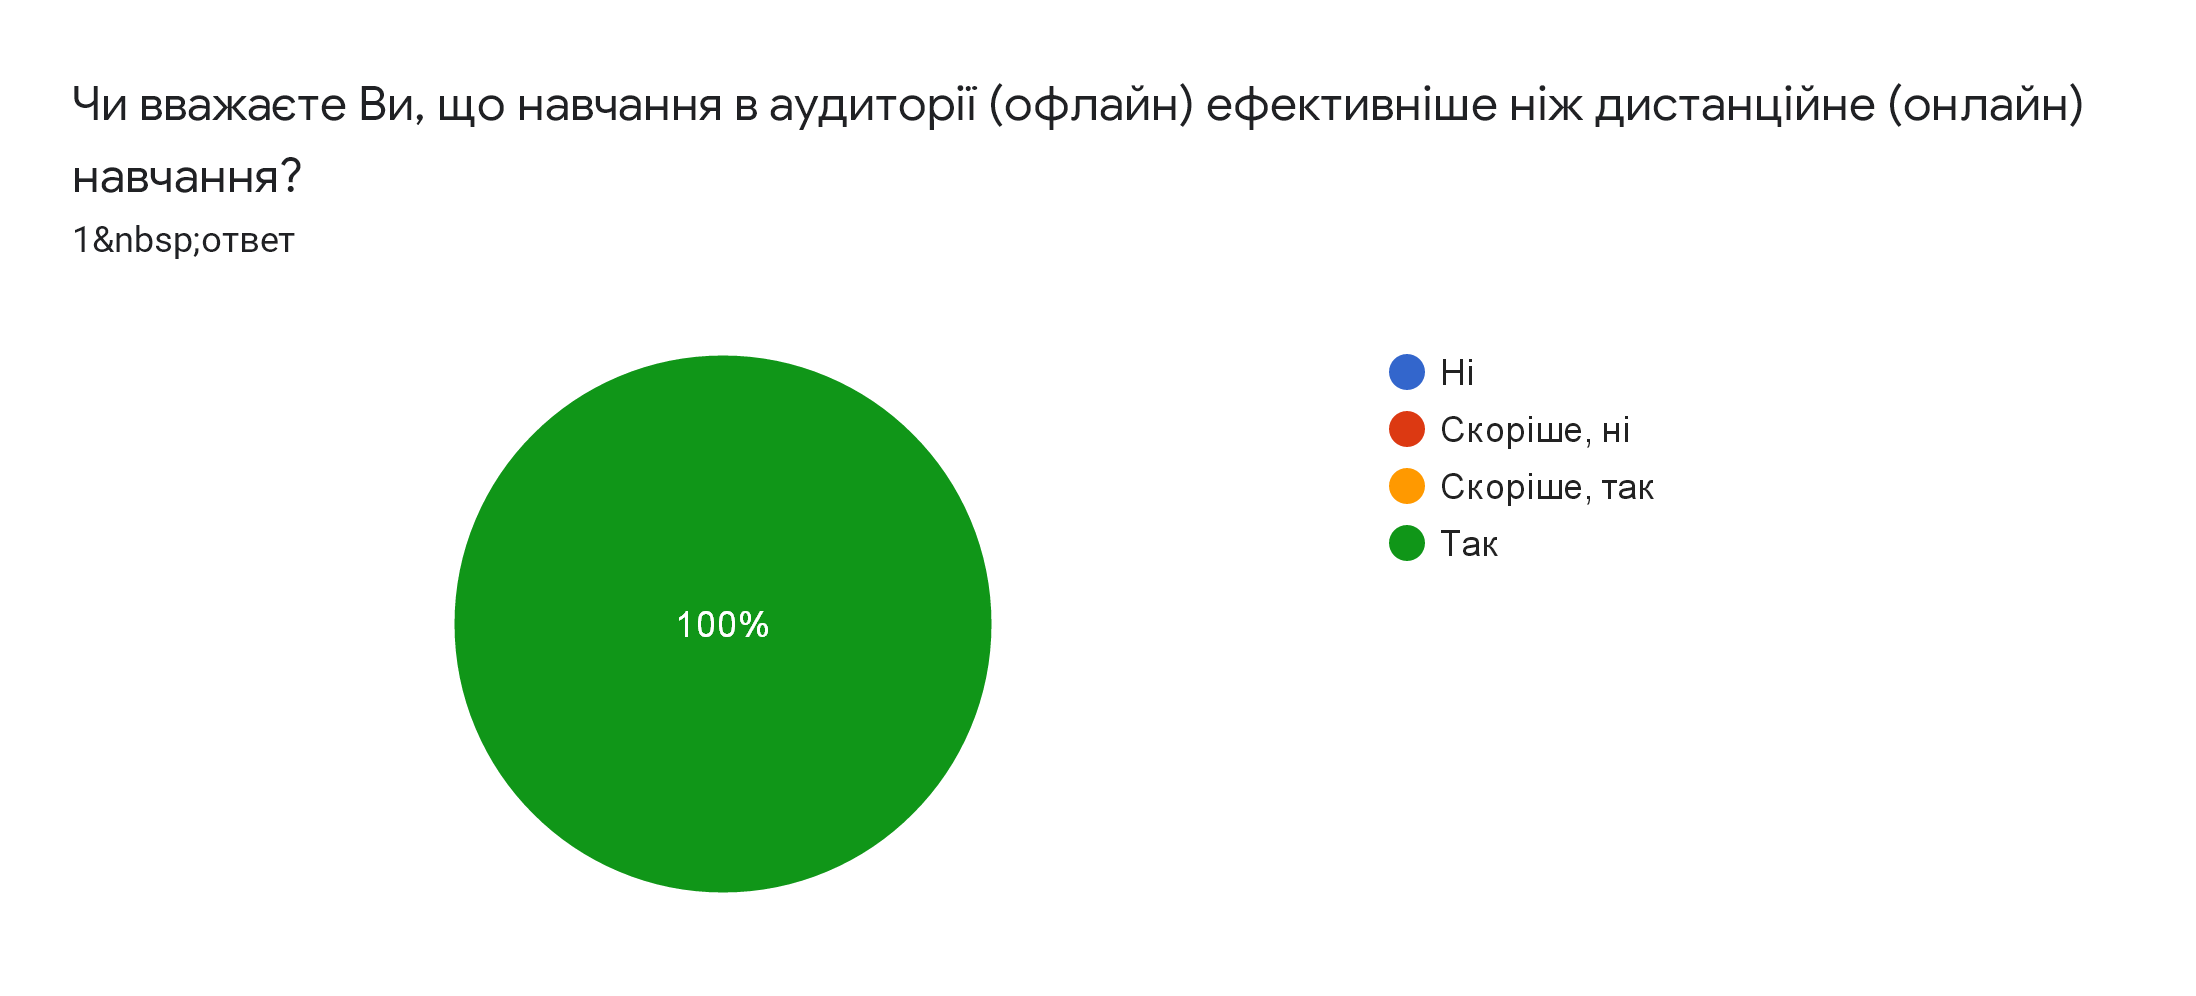 Чи вважаєте Ви, що навчання в аудиторії (офлайн) ефективніше ніж дистанційне (онлайн)
навчання?
1&nbsp;ответ
Ні
Скоріше, ні
Скоріше, так
Так
100%